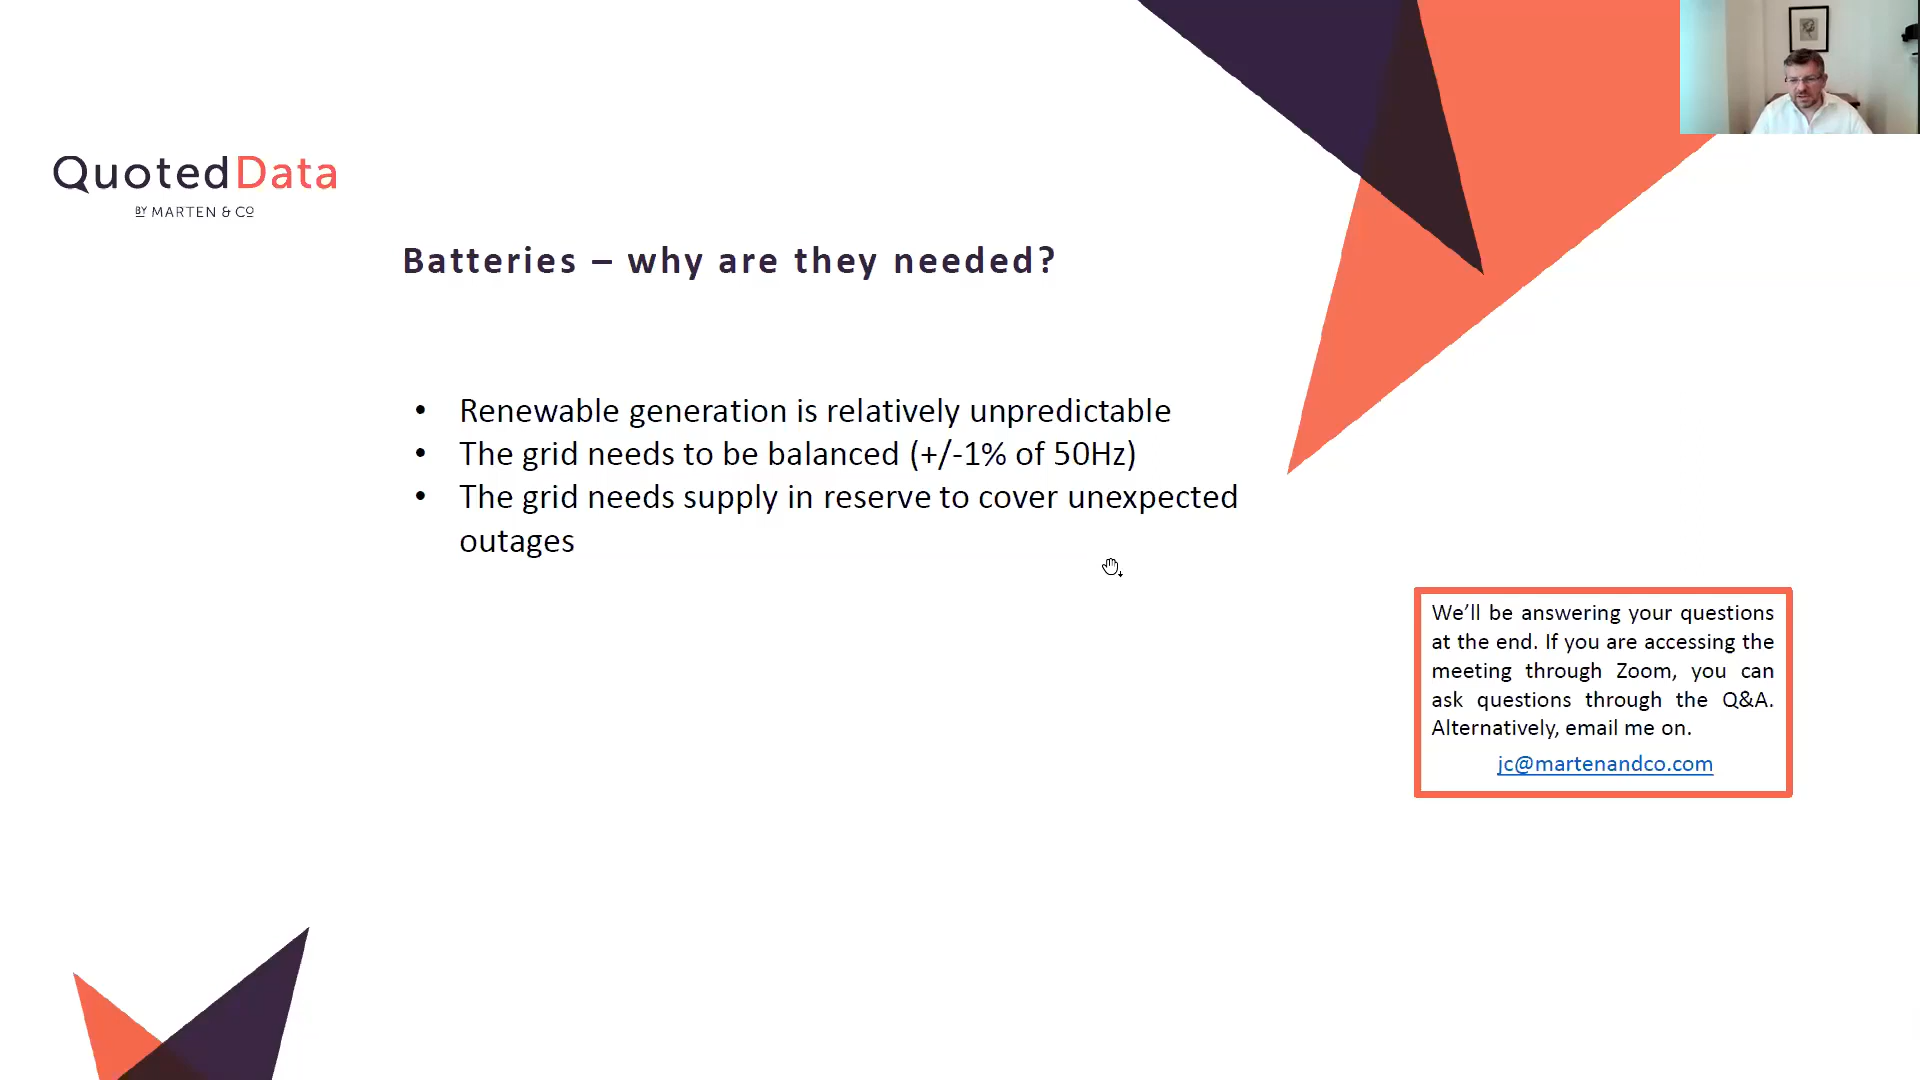 QuotedData
BY MARTEN & CO
Batteries – why are they needed?
• Renewable generation is relatively unpredictable
• The grid needs to be balanced (+/-1% of 50Hz)
• The grid needs supply in reserve to cover unexpected
outages
We’ll be answering your questions
at the end. If you are accessing the
meeting through Zoom, you can
ask questions through the Q&A.
Alternatively, email me on.
jc@martenandco.com